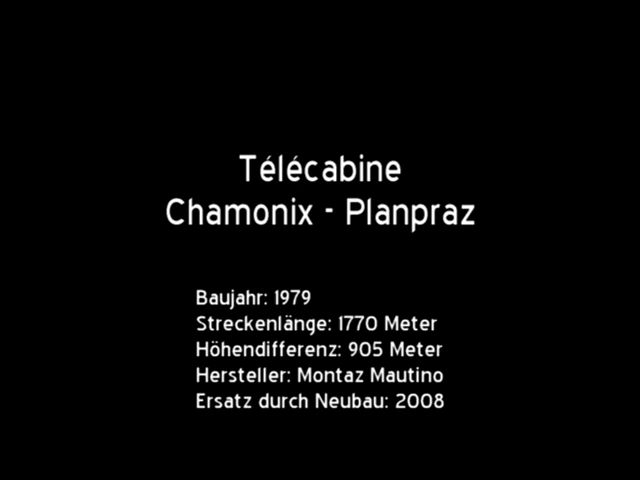 Télécabine
Chamonix - Planpraz
Baujahr: 1979
Streckenlänge: 1770 Meter
Höhendifferenz: 905 Meter
Hersteller: Montaz Mautino
Ersatz durch Neubau: 2008